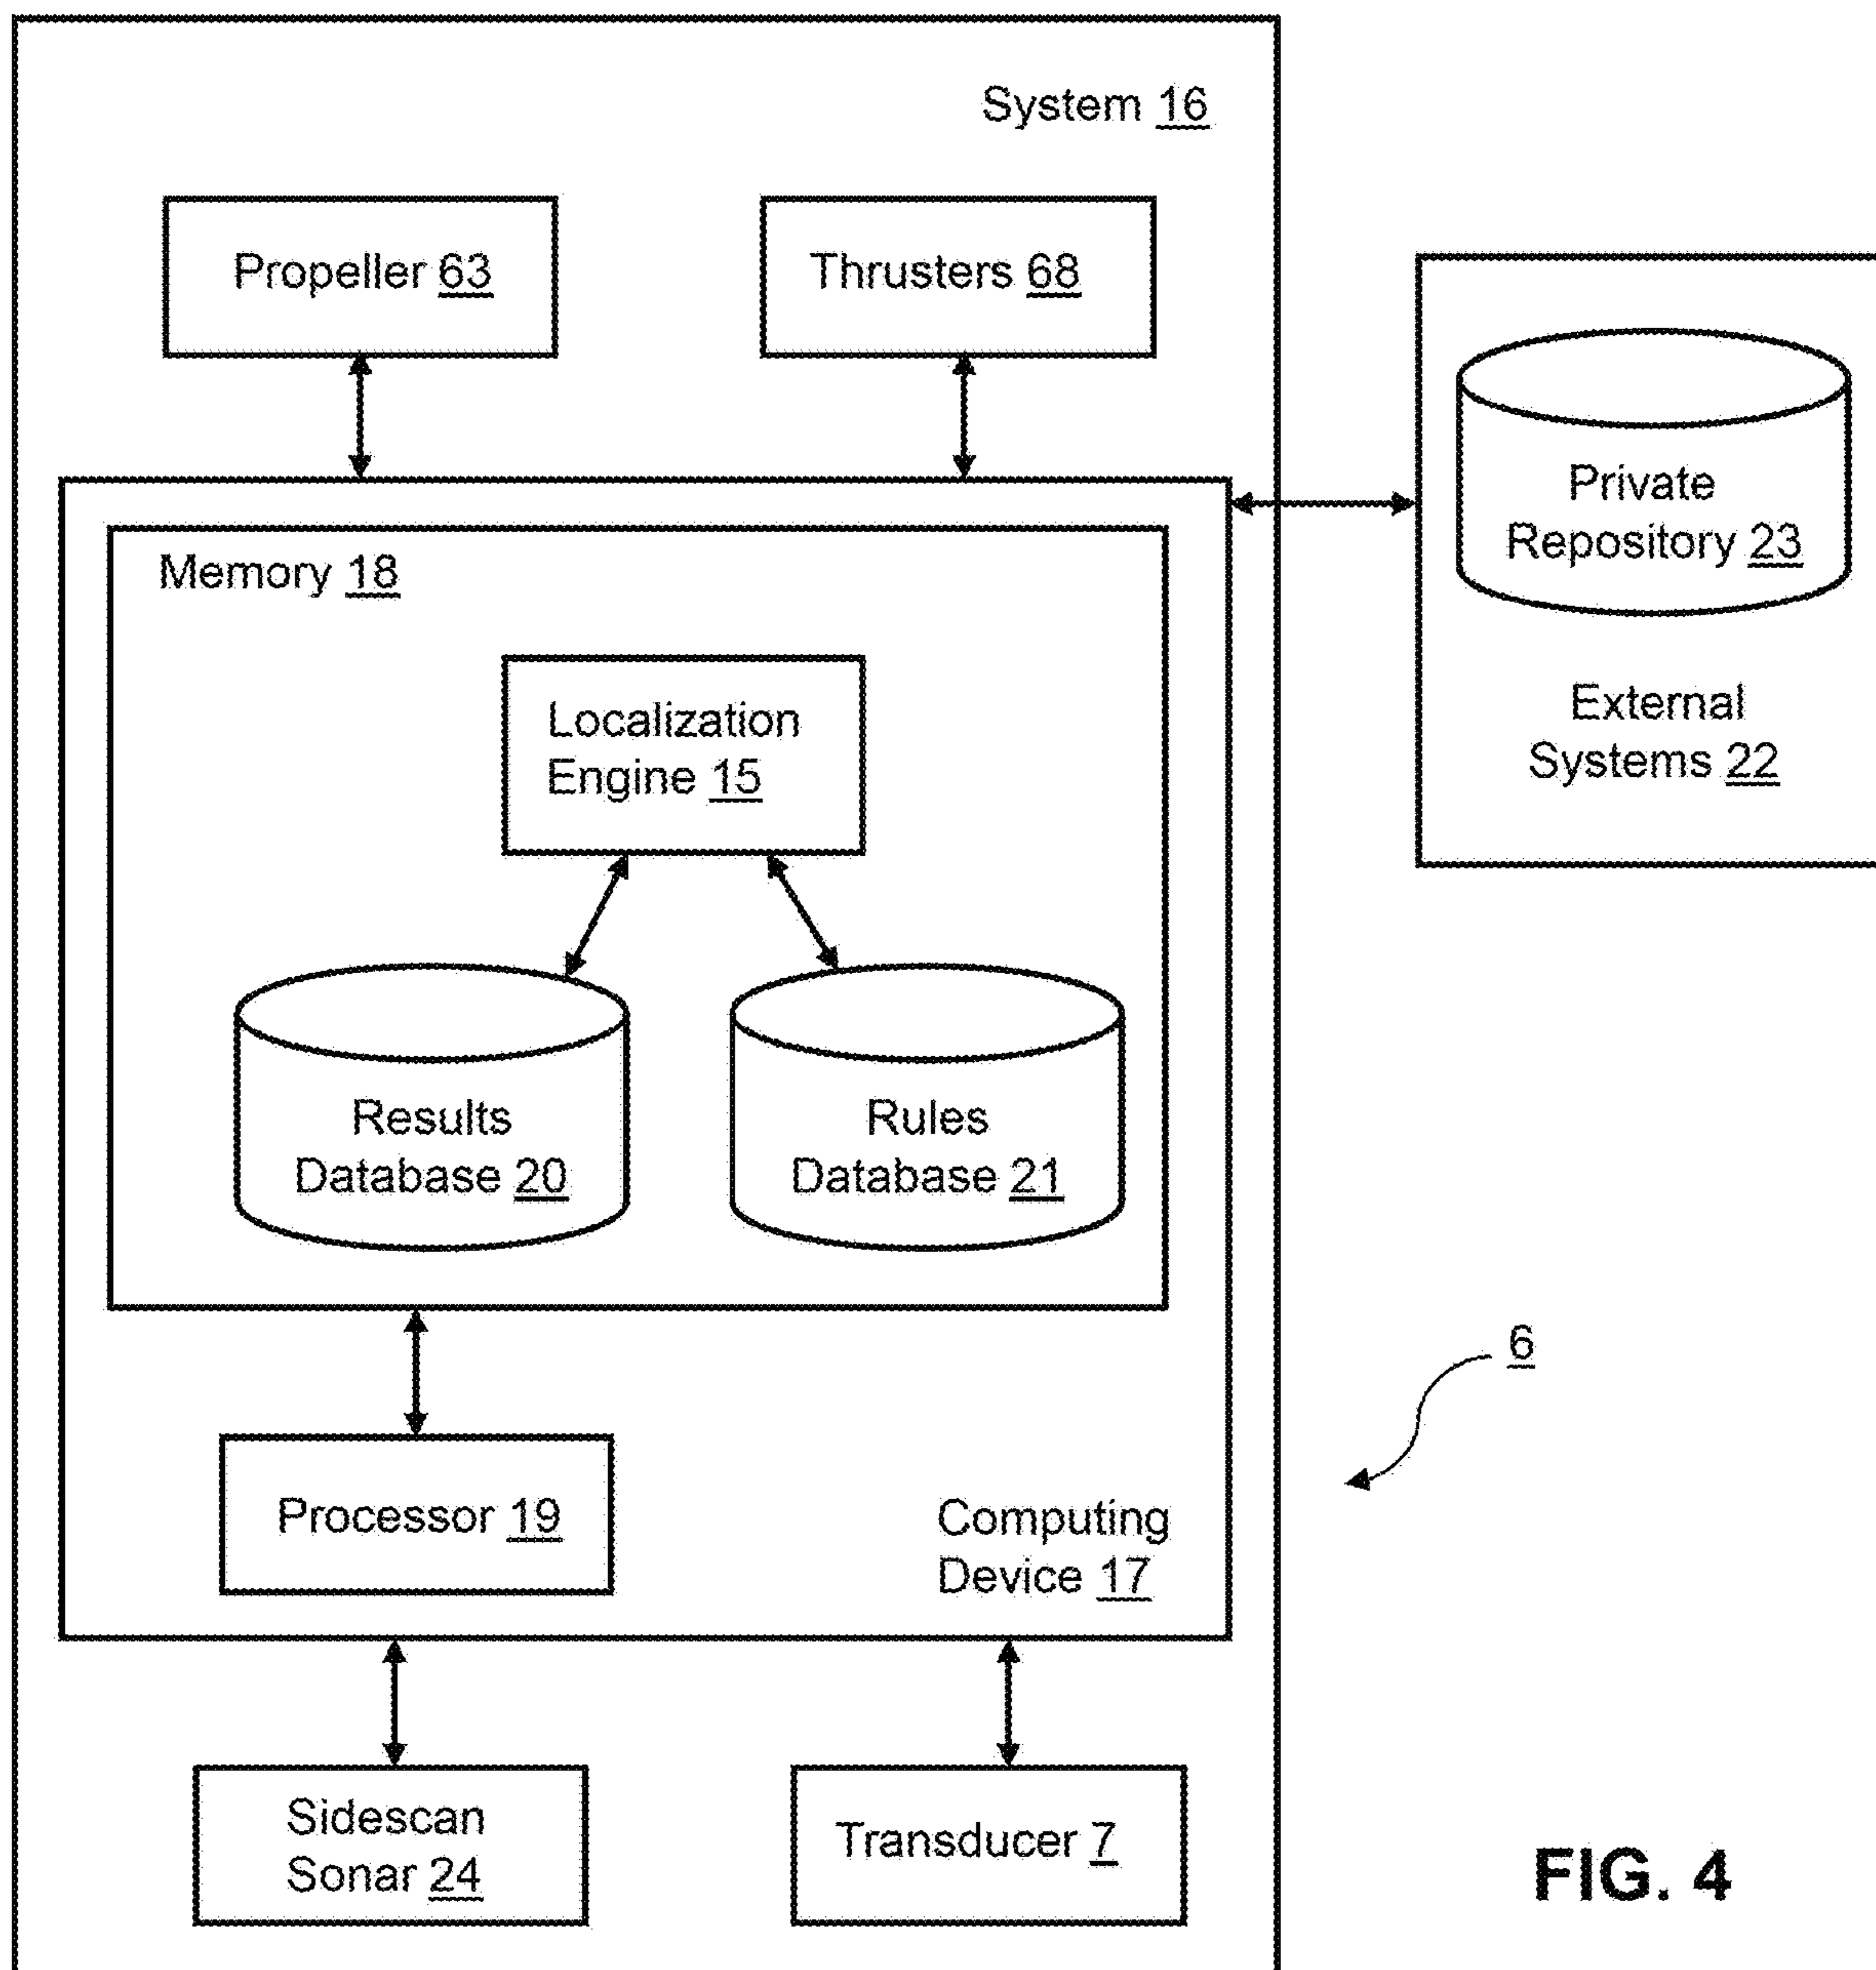 System 16
Propeller 63
Thrusters 68
Private
Repository 23
External
Systems 22
Memory 18
Localization
Engine 15
Results
Database 20
Rules
Database 21
6
Processor 19
Computing
Device 17
Sidescan
Sonar 24
Transducer 7
FIG. 4